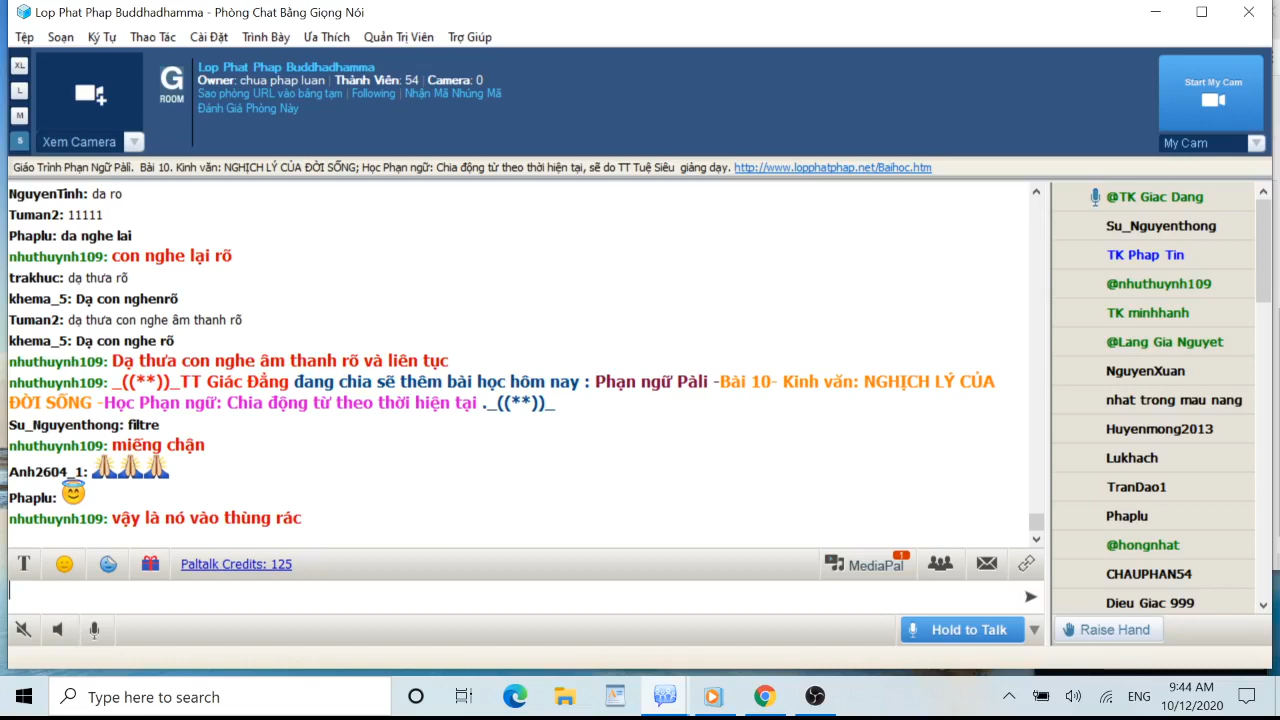 Lop Phat Phap Buddhadhamma - Phòng Chat Bằng Giọng Nói
Tệp Soạn Ký Tự Thao Tác Cài Đặt Trình Bày Ưa Thích Quản Trị Viên Trợ Giúp
XL
L
M
S
Xem Camera
G
ROOM
Lop Phat Phap Buddhadhamma
Owner: chua phap luan | Thành Viên: 54 | Camera: 0
Sao phòng URL vào bảng tạm | Following | Nhận Mã Nhúng Mã
Đánh Giá Phòng Này
Start My Cam
My Cam
Giáo Trình Phạn Ngữ Pàli. Bài 10. Kinh văn: NGHỊCH LÝ CỦA ĐỜI SỐNG; Học Phạn ngữ: Chia động từ theo thời hiện tại, sẽ do TT Tuệ Siêu giảng dạy. http://www.lopphatphap.net/Baihoc.htm
NguyenTinh: da ro
Tuman2: 11111
Phaplu: da nghe lai
nhuthuynh109: con nghe lại rõ
trakhuc: dạ thưa rõ
khema_5: Dạ con nghenrõ
Tuman2: dạ thưa con nghe âm thanh rõ
khema_5: Dạ con nghe rõ
nhuthuynh109: Dạ thưa con nghe âm thanh rõ và liên tục
nhuthuynh109: _((**))_TT Giác Đẳng đang chia sẽ thêm bài học hôm nay : Phạn ngữ Pàli -Bài 10- Kinh văn: NGHỊCH LÝ CỦA
ĐỜI SỐNG -Học Phạn ngữ: Chia động từ theo thời hiện tại ._((**))_
Su_Nguyenthong: filtre
nhuthuynh109: miếng chận
Anh2604_1: 🙏🙏🙏
Phaplu: 😇
nhuthuynh109: vậy là nó vào thùng rác
@TK Giac Dang
Su_Nguyenthong
TK Phap Tin
@nhuthuynh109
TK minhhanh
@Lang Gia Nguyet
NguyenXuan
nhat trong mau nang
Huyenmong2013
Lukhach
TranDao1
Phaplu
@hongnhat
CHAUPHAN54
Dieu Giac 999
T Paltalk Credits: 125 MediaPal 1
Hold to Talk Raise Hand
Type here to search
ENG
9:44 AM
10/12/2020